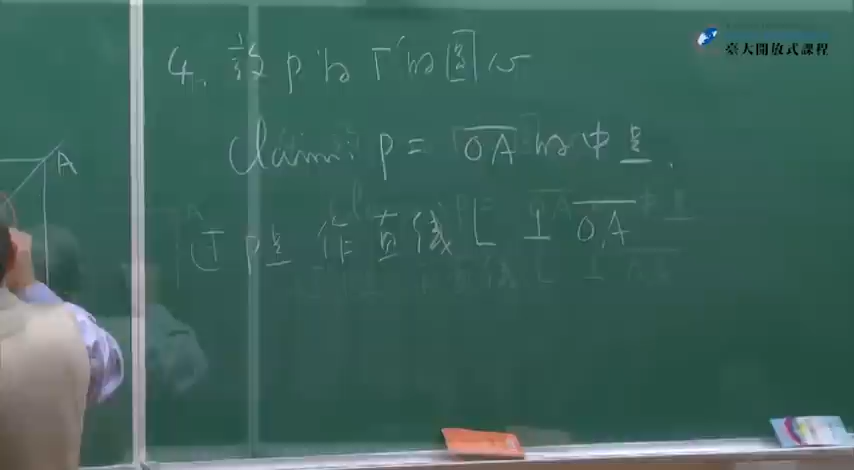 臺大開放式課程
4. 設 P 為 Γ 的圓心
Claim: P = OA 的中點.
過 P 點 作 直線 L ⊥ OA
A